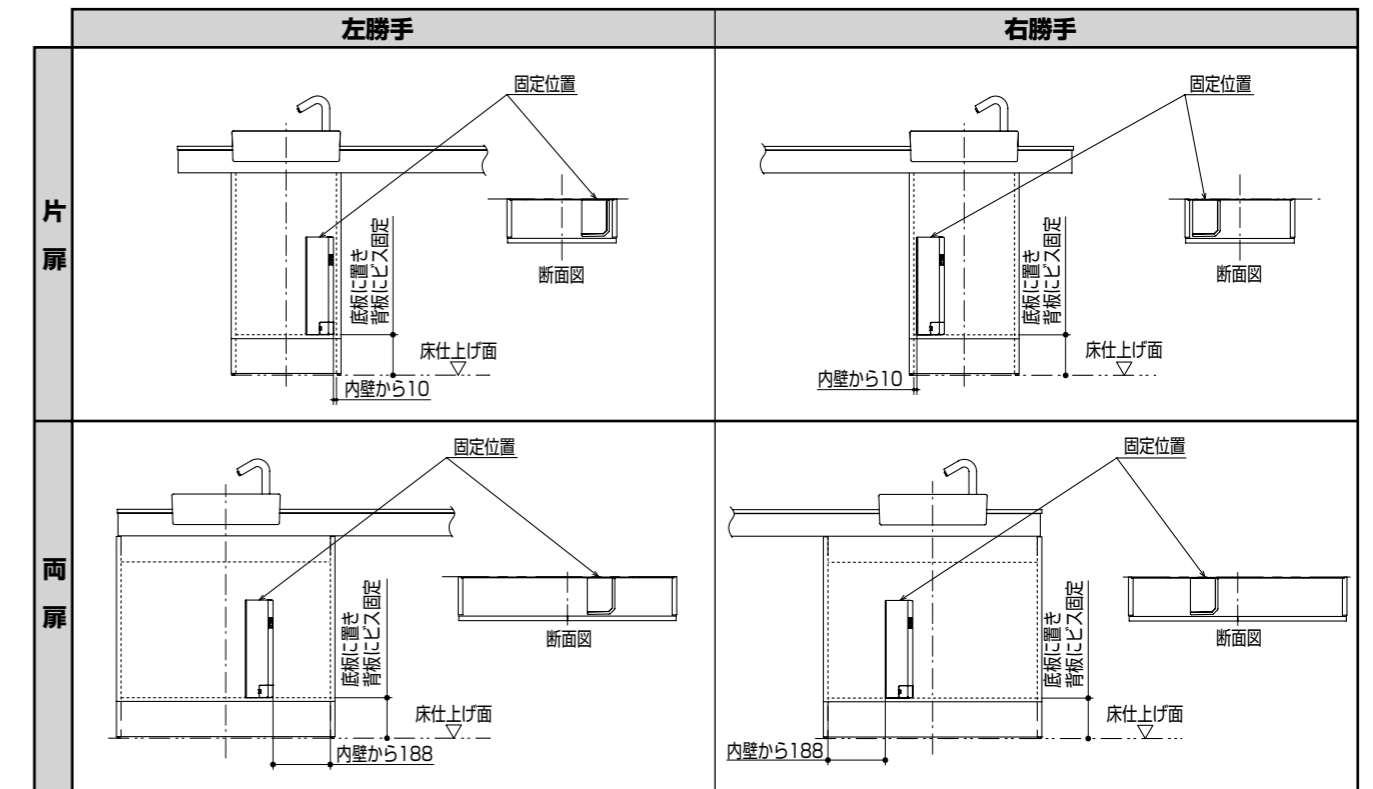 左勝手
右勝手
片扉
固定位置
断面図
底板に置き
背板にビス固定
床仕上げ面
内壁から10
固定位置
断面図
底板に置き
背板にビス固定
床仕上げ面
内壁から10
両扉
固定位置
断面図
底板に置き
背板にビス固定
床仕上げ面
内壁から188
固定位置
断面図
底板に置き
背板にビス固定
床仕上げ面
内壁から188